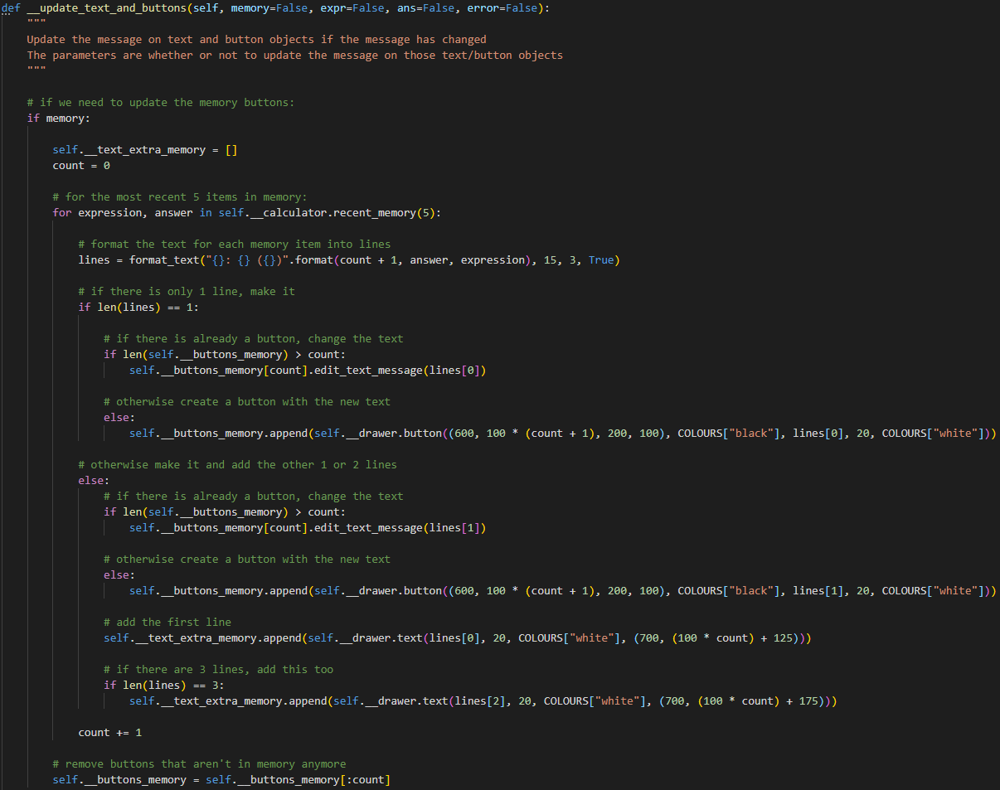 def __update_text_and_buttons(self, memory=False, expr=False, ans=False, error=False):
    """
    Update the message on text and button objects if the message has changed
    The parameters are whether or not to update the message on those text/button objects
    """
    # if we need to update the memory buttons:
    if memory:
        self.__text_extra_memory = []
        count = 0
        # for the most recent 5 items in memory:
        for expression, answer in self.__calculator.recent_memory(5):
            # format the text for each memory item into lines
            lines = format_text("{}: {} ({})".format(count + 1, answer, expression), 15, 3, True)
            # if there is only 1 line, make it
            if len(lines) == 1:
                # if there is already a button, change the text
                if len(self.__buttons_memory) > count:
                    self.__buttons_memory[count].edit_text_message(lines[0])
                # otherwise create a button with the new text
                else:
                    self.__buttons_memory.append(self.__drawer.button((600, 100 * (count + 1), 200, 100), COLOURS["black"], lines[0], 20, COLOURS["white"]))
            # otherwise make it and add the other 1 or 2 lines
            else:
                # if there is already a button, change the text
                if len(self.__buttons_memory) > count:
                    self.__buttons_memory[count].edit_text_message(lines[1])
                # otherwise create a button with the new text
                else:
                    self.__buttons_memory.append(self.__drawer.button((600, 100 * (count + 1), 200, 100), COLOURS["black"], lines[1], 20, COLOURS["white"]))
                # add the first line
                self.__text_extra_memory.append(self.__drawer.text(lines[0], 20, COLOURS["white"], (700, (100 * count) + 125)))
                # if there are 3 lines, add this too
                if len(lines) == 3:
                    self.__text_extra_memory.append(self.__drawer.text(lines[2], 20, COLOURS["white"], (700, (100 * count) + 175)))
            count += 1
        # remove buttons that aren't in memory anymore
        self.__buttons_memory = self.__buttons_memory[:count]